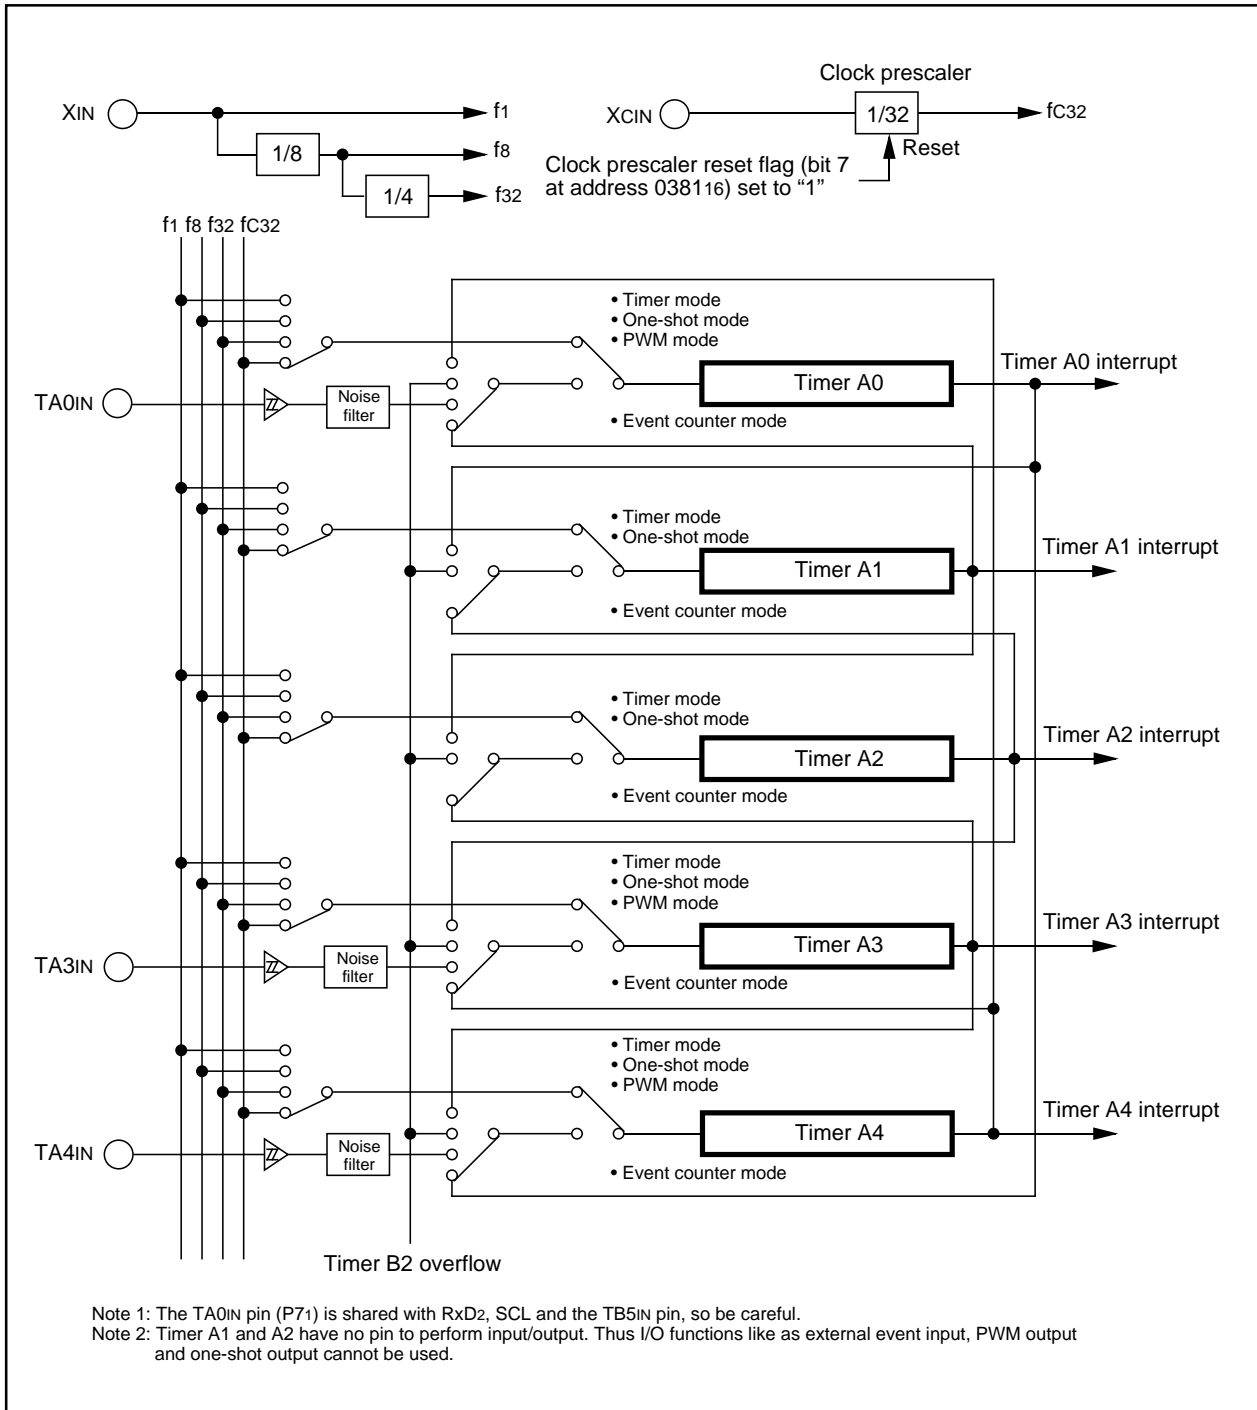 Clock prescaler
XIN
f1
XCIN
1/32
fC32
1/8
f8
Reset
Clock prescaler reset flag (bit 7
at address 038116) set to “1”
1/4
f32
f1 f8 f32 fC32
• Timer mode
• One-shot mode
• PWM mode
Timer A0 interrupt
Timer A0
TA0IN
Noise
filter
• Event counter mode
• Timer mode
• One-shot mode
Timer A1 interrupt
Timer A1
• Event counter mode
• Timer mode
• One-shot mode
Timer A2 interrupt
Timer A2
• Event counter mode
• Timer mode
• One-shot mode
• PWM mode
Timer A3 interrupt
Timer A3
TA3IN
Noise
filter
• Event counter mode
• Timer mode
• One-shot mode
• PWM mode
Timer A4 interrupt
Timer A4
TA4IN
Noise
filter
• Event counter mode
Timer B2 overflow
Note 1: The TA0IN pin (P71) is shared with RxD2, SCL and the TB5IN pin, so be careful.
Note 2: Timer A1 and A2 have no pin to perform input/output. Thus I/O functions like as external event input, PWM output
and one-shot output cannot be used.